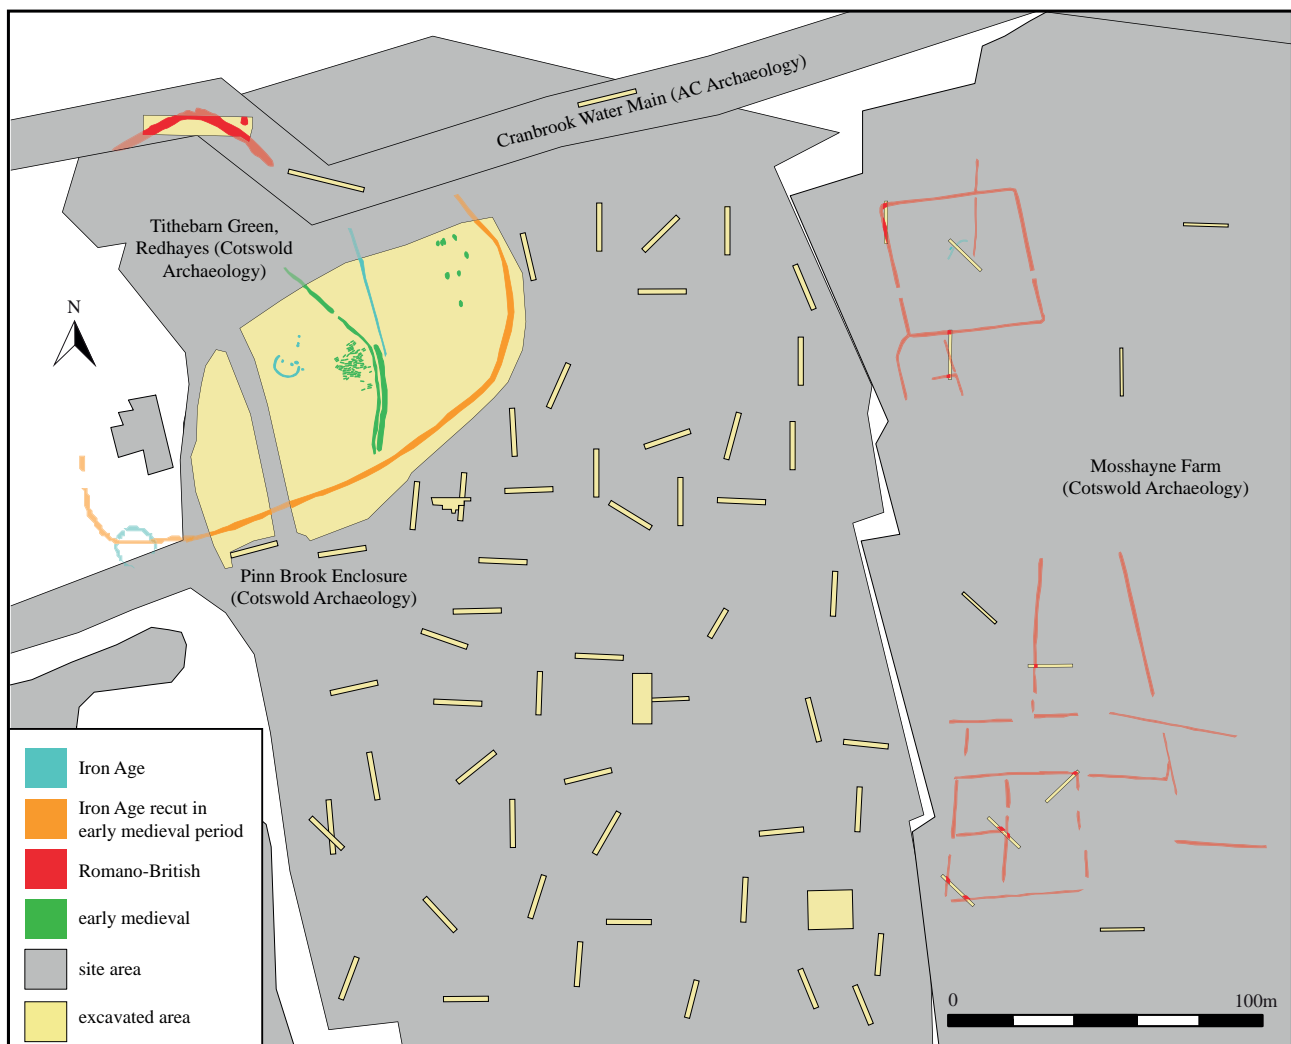 Cranbrook Water Main (AC Archaeology)
Tithebarn Green,
Redhayes (Cotswold
Archaeology)
N
Mosshayne Farm
(Cotswold Archaeology)
Pinn Brook Enclosure
(Cotswold Archaeology)
Iron Age
Iron Age recut in
early medieval period
Romano-British
early medieval
site area
excavated area
0
100m